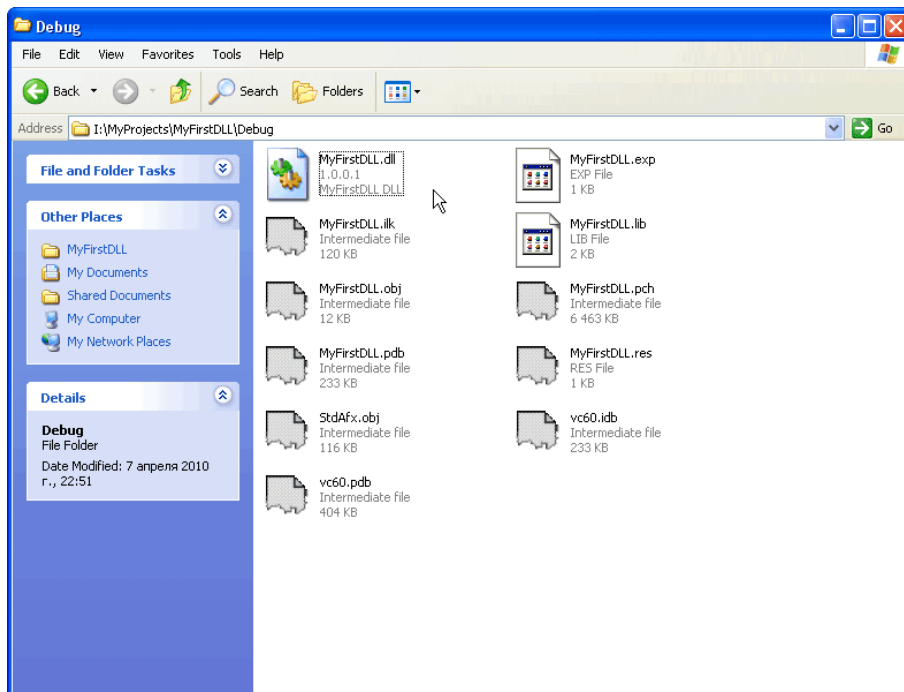 Debug
File Edit View Favorites Tools Help
Back Search Folders
Address I:\MyProjects\MyFirstDLL\Debug Go
File and Folder Tasks
Other Places
MyFirstDLL
My Documents
Shared Documents
My Computer
My Network Places
Details
Debug
File Folder
Date Modified: 7 апреля 2010
г., 22:51
MyFirstDLL.dll
1.0.0.1
MyFirstDLL DLL
MyFirstDLL.exp
EXP File
1 KB
MyFirstDLL.ilk
Intermediate file
120 KB
MyFirstDLL.lib
LIB File
2 KB
MyFirstDLL.obj
Intermediate file
12 KB
MyFirstDLL.pch
Intermediate file
6 463 KB
MyFirstDLL.pdb
Intermediate file
233 KB
MyFirstDLL.res
RES File
1 KB
StdAfx.obj
Intermediate file
116 KB
vc60.idb
Intermediate file
233 KB
vc60.pdb
Intermediate file
404 KB